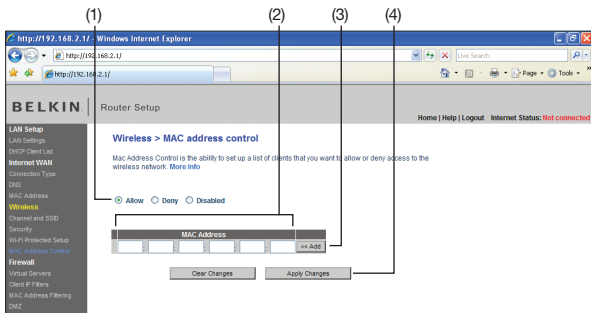 (1) (2) (3) (4)
http://192.168.2.1/ - Windows Internet Explorer
http://192.168.2.1/
Live Search
http://192.168.2.1/
Page Tools
BELKIN Router Setup
Home | Help | Logout Internet Status: Not connected
LAN Setup
LAN Settings
DHCP Client List
Internet WAN
Connection Type
DNS
MAC Address
Wireless
Channel and SSID
Security
Wi-Fi Protected Setup
MAC Address Control
Firewall
Virtual Servers
Client IP Filters
MAC Address Filtering
DMZ
Wireless > MAC address control
Mac Address Control is the ability to set up a list of clients that you want to allow or deny access to the
wireless network. More Info
Allow Deny Disabled
MAC Address
: : : : : << Add
Clear Changes Apply Changes